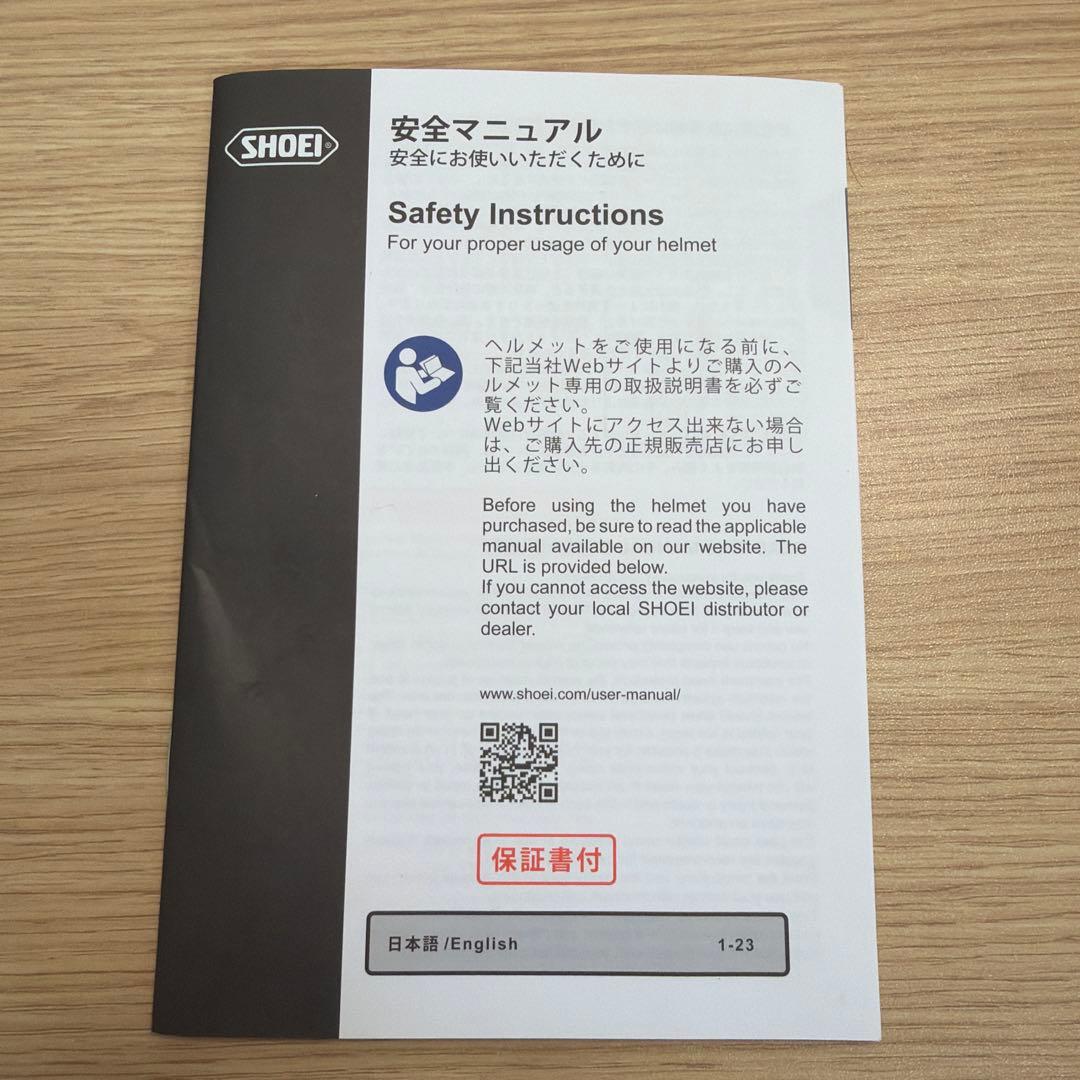 SHOEI®
安全マニュアル
安全にお使いいただくために
Safety Instructions
For your proper usage of your helmet
ヘルメットをご使用になる前に、
下記当社Webサイトよりご購入のヘ
ルメット専用の取扱説明書を必ずご
覧ください。
Webサイトにアクセス出来ない場合
は、ご購入先の正規販売店にお申し
出ください。
Before using the helmet you have
purchased, be sure to read the applicable
manual available on our website. The
URL is provided below.
If you cannot access the website, please
contact your local SHOEI distributor or
dealer.
www.shoei.com/user-manual/
保証書付
日本語 /English 1-23